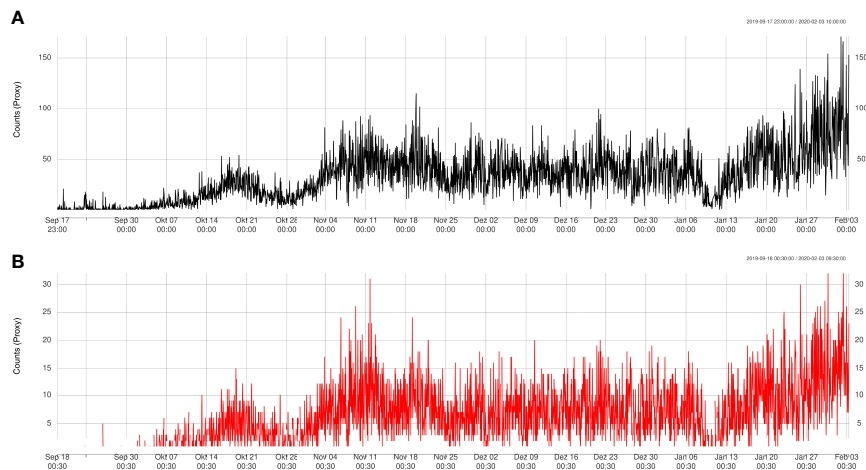 A
2019-09-17 23:00:00 / 2020-02-03 10:00:00
150
150
100
100
50
50
0
Counts (Proxy)
Sep 17 Sep 30 Okt 07 Okt 14 Okt 21 Okt 28 Nov 04 Nov 11 Nov 18 Nov 25 Dez 02 Dez 09 Dez 16 Dez 23 Dez 30 Jan 06 Jan 13 Jan 20 Jan 27 Feb 03
23:00 00:00 00:00 00:00 00:00 00:00 00:00 00:00 00:00 00:00 00:00 00:00 00:00 00:00 00:00 00:00 00:00 00:00 00:00 00:00
B
2019-09-18 00:30:00 / 2020-02-03 09:30:00
30
30
25
25
20
20
15
15
10
10
5
5
Counts (Proxy)
Sep 18 Sep 30 Okt 07 Okt 14 Okt 21 Okt 28 Nov 04 Nov 11 Nov 18 Nov 25 Dez 02 Dez 09 Dez 16 Dez 23 Dez 30 Jan 06 Jan 13 Jan 20 Jan 27 Feb 03
00:30 00:30 00:30 00:30 00:30 00:30 00:30 00:30 00:30 00:30 00:30 00:30 00:30 00:30 00:30 00:30 00:30 00:30 00:30 00:30